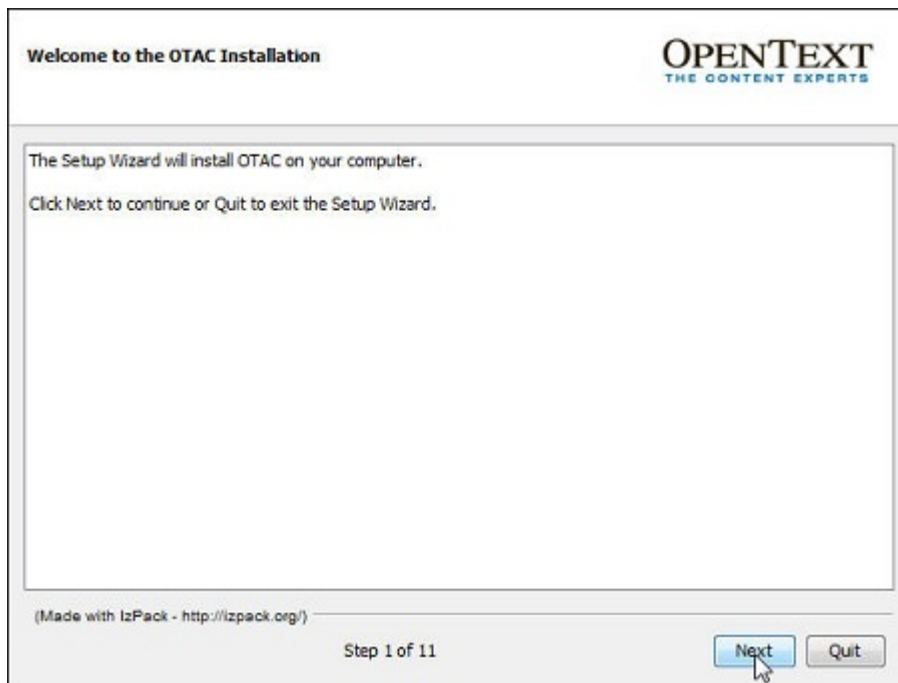 Welcome to the OTAC Installation
OPENTEXT
THE CONTENT EXPERTS
The Setup Wizard will install OTAC on your computer.
Click Next to continue or Quit to exit the Setup Wizard.
(Made with IzPack - http://izpack.org/)
Step 1 of 11
Next
Quit